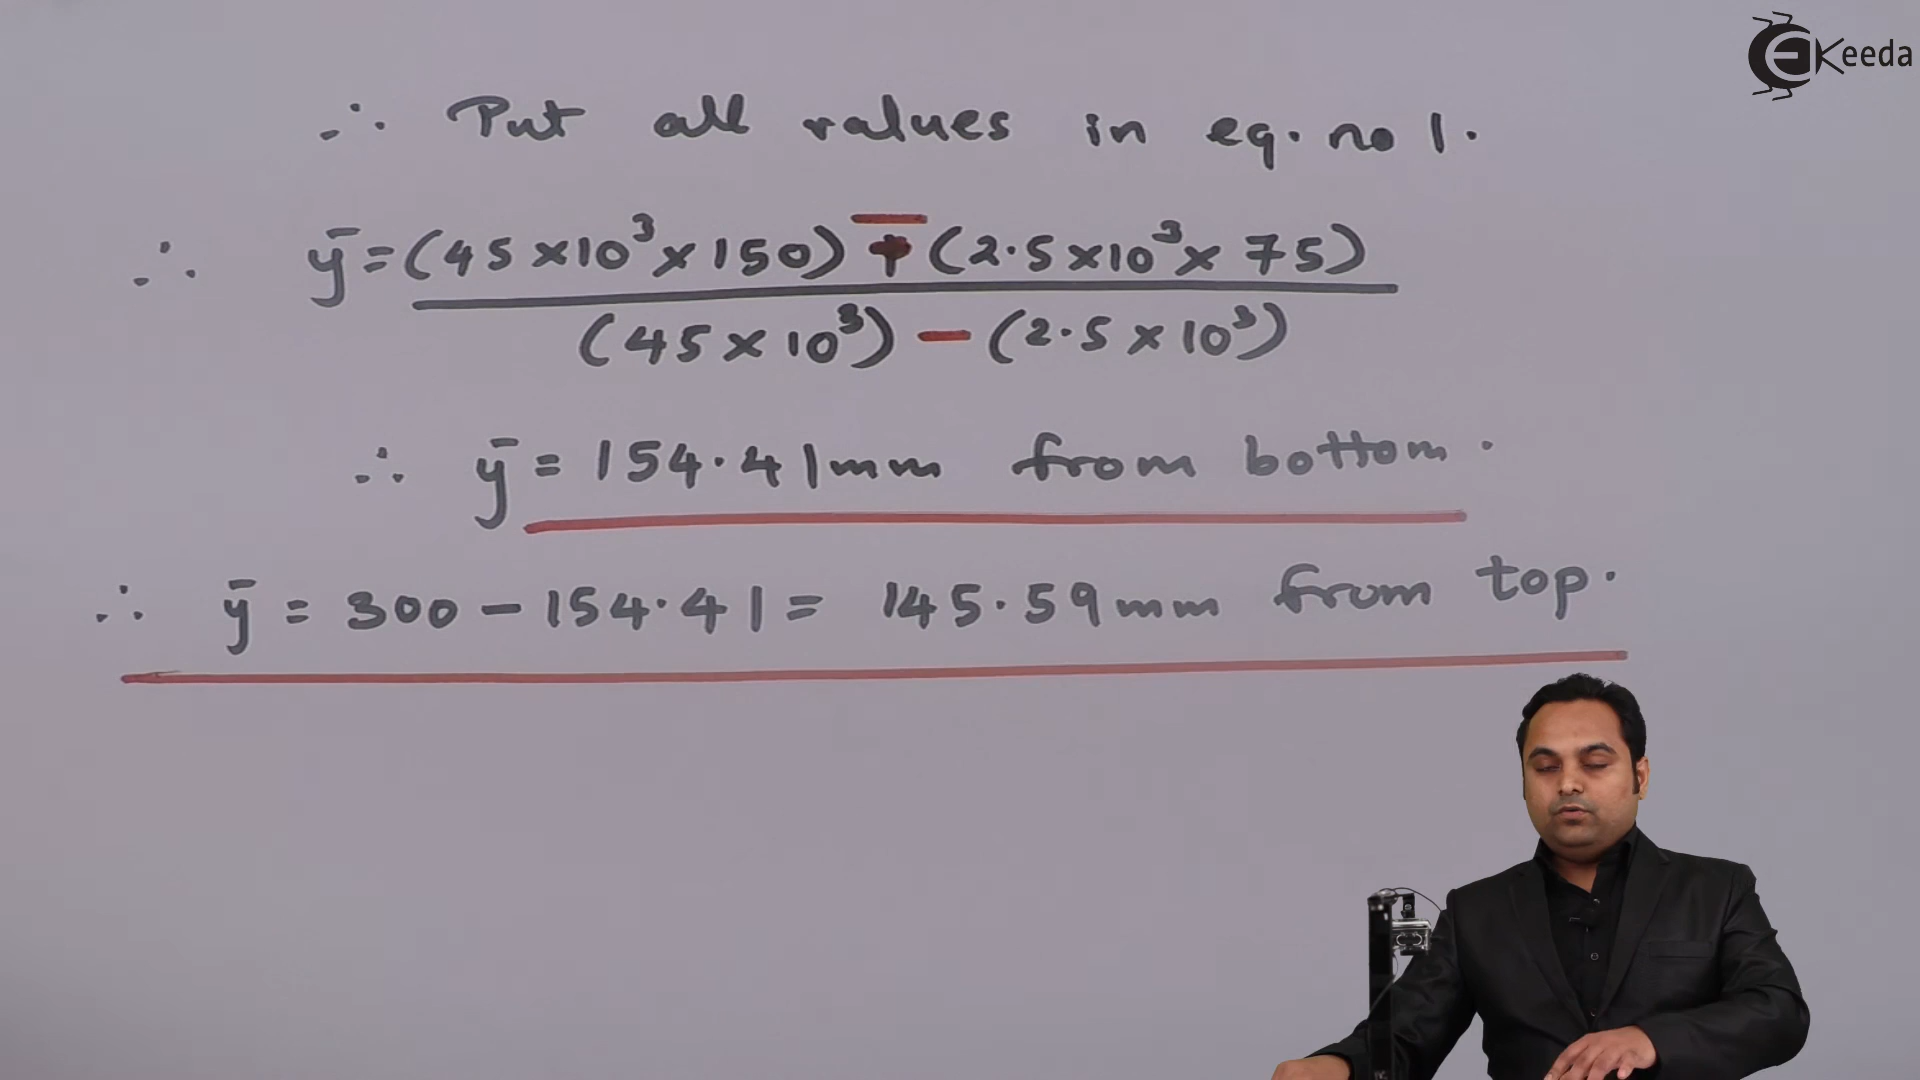 EKeeda
∴ Put all values in eq. no 1.
∴ ȳ = (45 × 10³ × 150) - (2.5 × 10³ × 75)
(45 × 10³) - (2.5 × 10³)
∴ ȳ = 154.41mm from bottom.
∴ ȳ = 300 - 154.41 = 145.59mm from top.